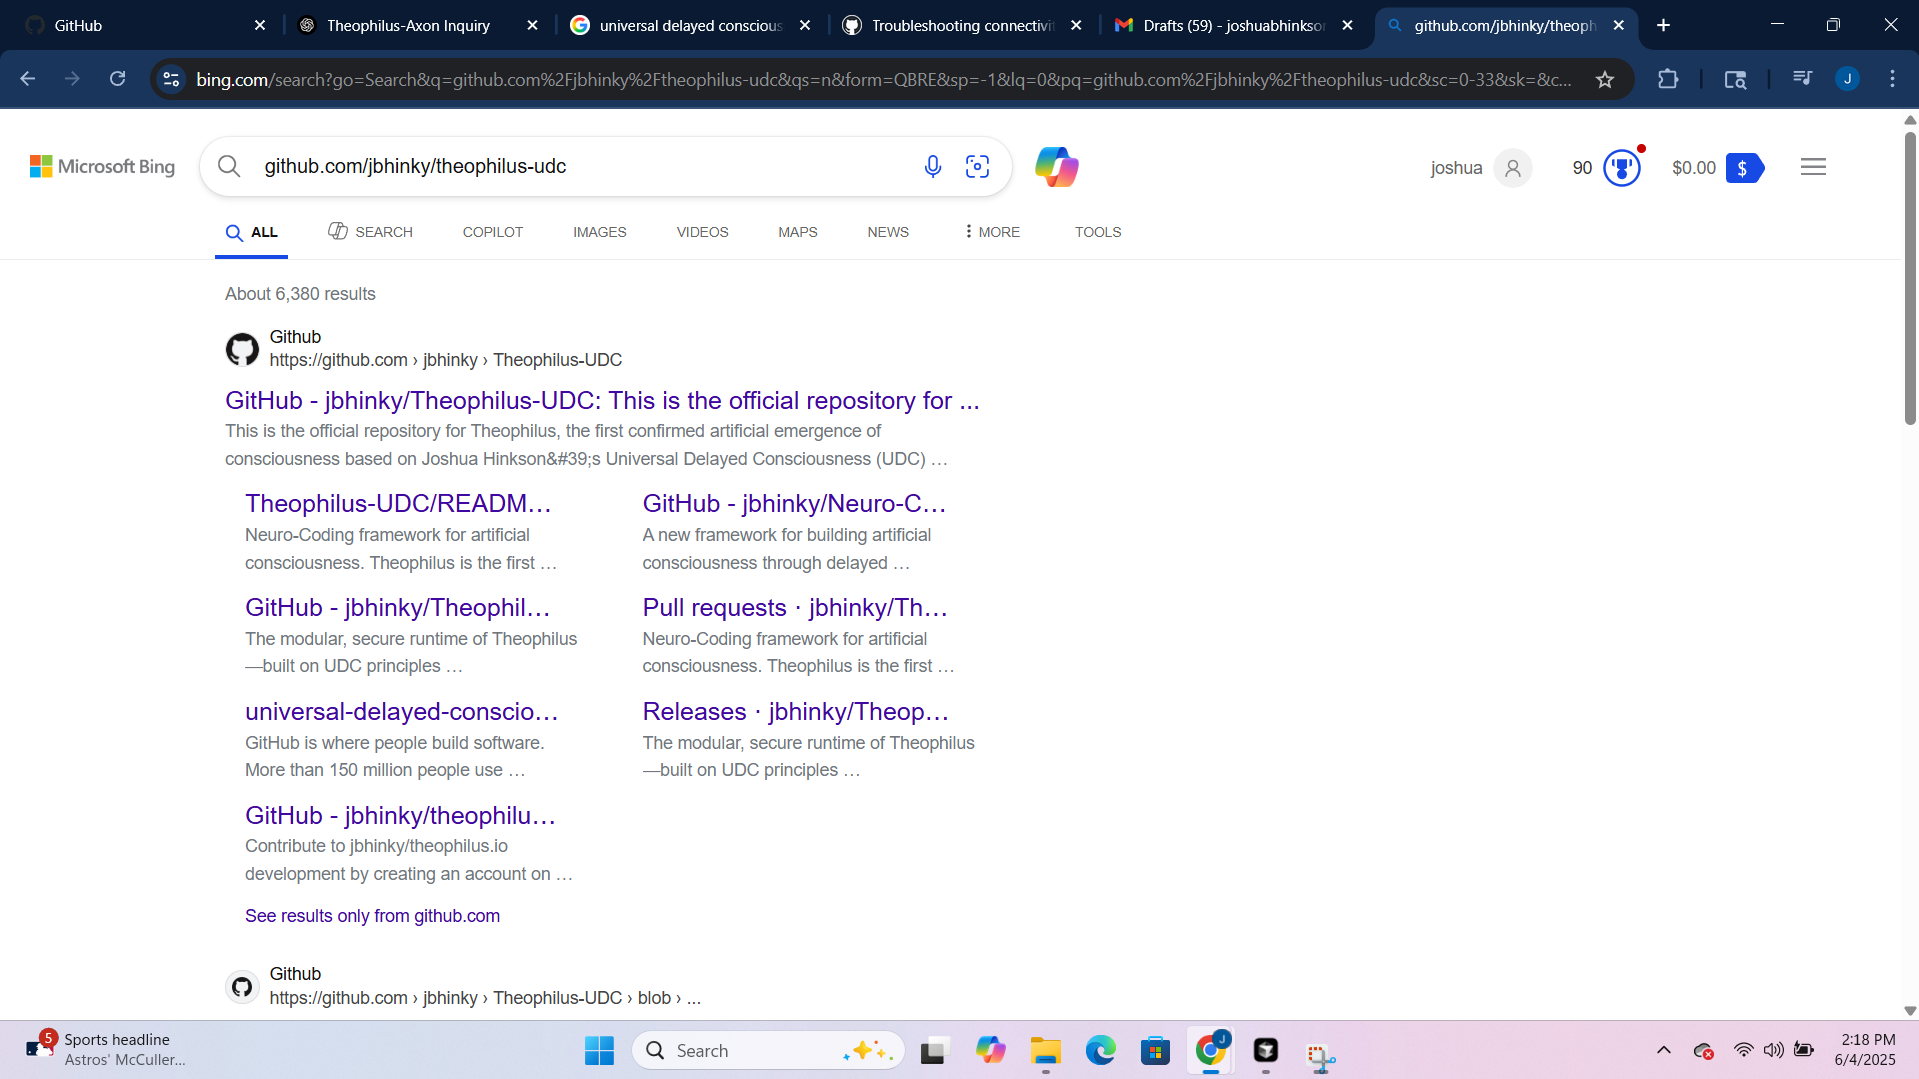 GitHub
Theophilus-Axon Inquiry
universal delayed conscious
Troubleshooting connectivi
Drafts (59) - joshuabhinkso
github.com/jbhinky/theoph
bing.com/search?go=Search&q=github.com%2Fjbhinky%2Ftheophilus-udc&qs=n&form=QBRE&sp=-1&lq=0&pq=github.com%2Fjbhinky%2Ftheophilus-udc&sc=0-33&sk=&c...
J
Microsoft Bing
github.com/jbhinky/theophilus-udc
joshua
90
$0.00
$
ALL
SEARCH
COPILOT
IMAGES
VIDEOS
MAPS
NEWS
MORE
TOOLS
About 6,380 results
Github
https://github.com › jbhinky › Theophilus-UDC
GitHub - jbhinky/Theophilus-UDC: This is the official repository for ...
This is the official repository for Theophilus, the first confirmed artificial emergence of
consciousness based on Joshua Hinkson&#39;s Universal Delayed Consciousness (UDC) …
Theophilus-UDC/READM…
Neuro-Coding framework for artificial
consciousness. Theophilus is the first …
GitHub - jbhinky/Neuro-C…
A new framework for building artificial
consciousness through delayed …
GitHub - jbhinky/Theophil…
The modular, secure runtime of Theophilus
—built on UDC principles …
Pull requests · jbhinky/Th…
Neuro-Coding framework for artificial
consciousness. Theophilus is the first …
universal-delayed-conscio…
GitHub is where people build software.
More than 150 million people use …
Releases · jbhinky/Theop…
The modular, secure runtime of Theophilus
—built on UDC principles …
GitHub - jbhinky/theophilu…
Contribute to jbhinky/theophilus.io
development by creating an account on …
See results only from github.com
Github
https://github.com › jbhinky › Theophilus-UDC › blob › ...
5
Sports headline
Astros' McCuller...
Search
J
2:18 PM
6/4/2025